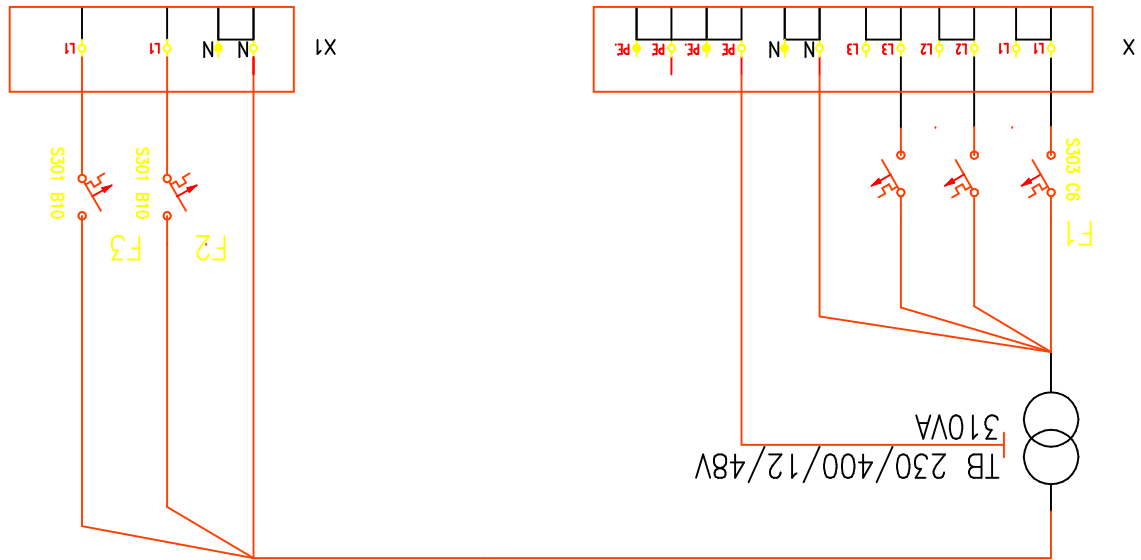 TB 230/400/12/48V
310VA
F1
S303 C6
F2
S301 B10
F3
S301 B10
X
L1 L1 L2 L2 L3 L3 N N PE PE. PE PE.
X1
N N L1 L1